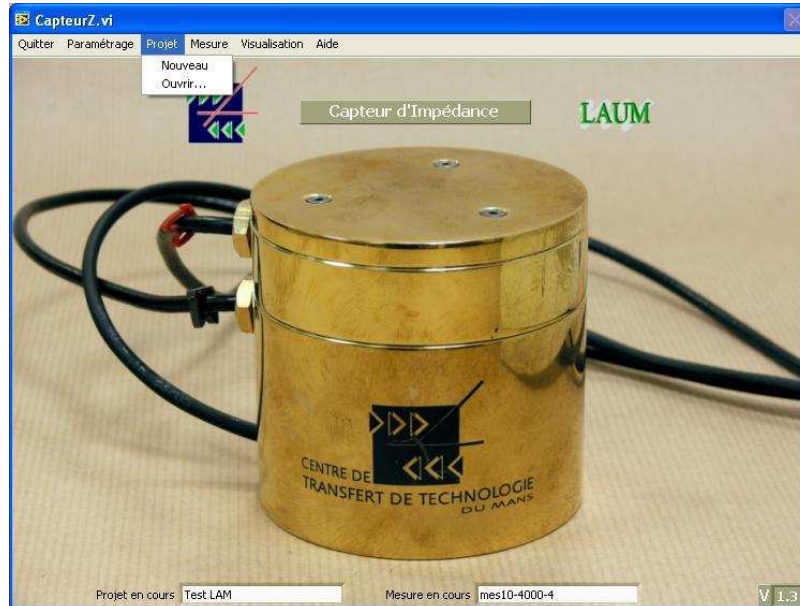 CapteurZ.vi
Quitter Paramétrage Projet Mesure Visualisation Aide
Nouveau
Ouvrir...
Capteur d'Impédance
LAUM
CENTRE DE
TRANSFERT DE TECHNOLOGIE
DU MANS
Projet en cours Test LAM Mesure en cours mes10-4000-4 V 1.3